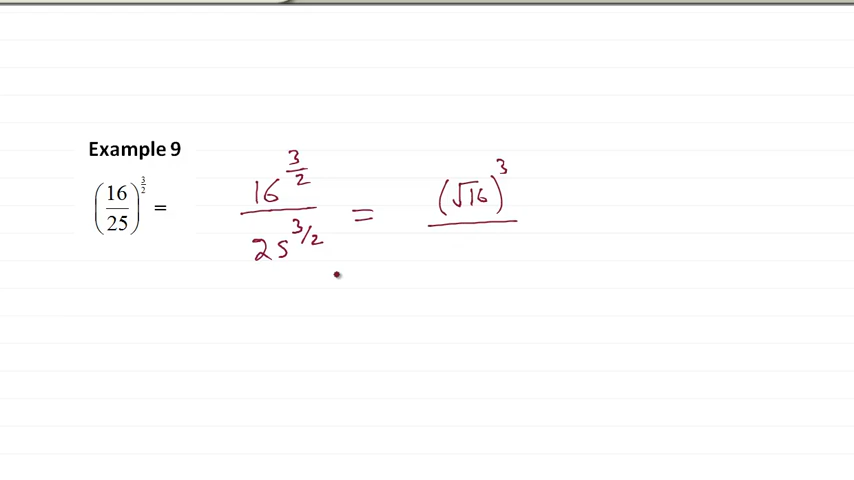 Example 9
(16/25)^(3/2) = 16^(3/2) / 25^(3/2) = (√16)^3